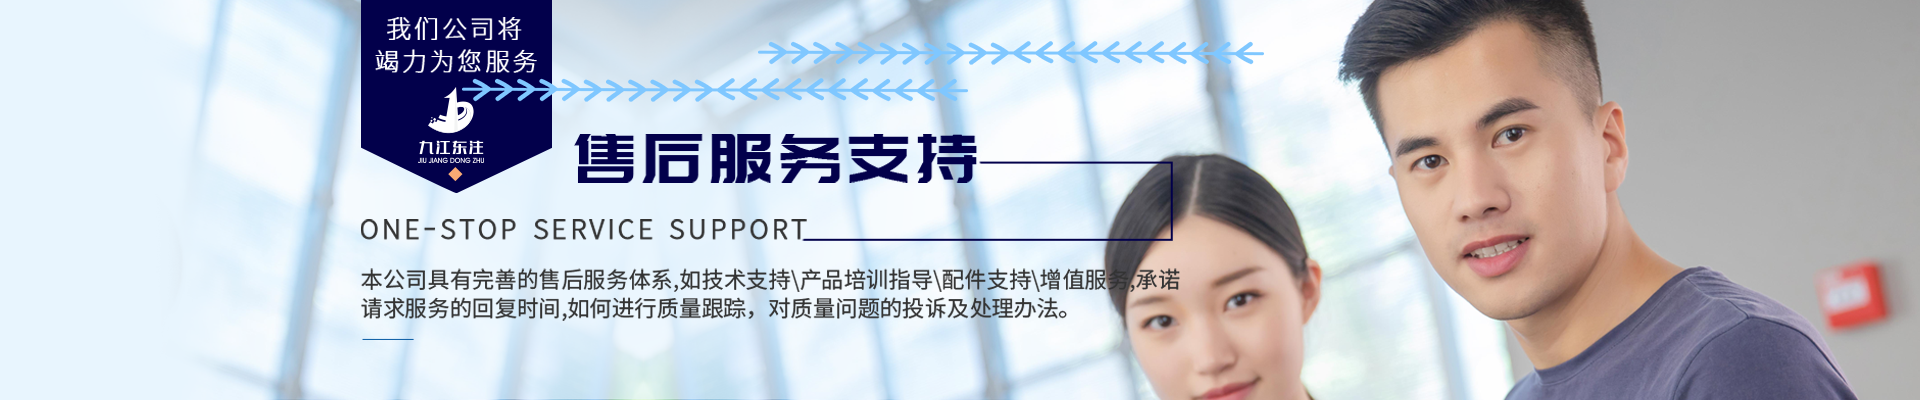 我们公司将
竭力为您服务
九江东注
JIU JIANG DONG ZHU
售后服务支持
ONE-STOP SERVICE SUPPORT
本公司具有完善的售后服务体系,如技术支持\产品培训指导\配件支持\增值服务,承诺
请求服务的回复时间,如何进行质量跟踪，对质量问题的投诉及处理办法。